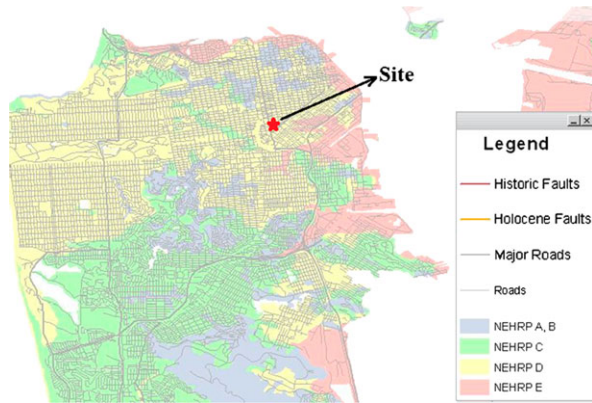 Site
Legend
Historic Faults
Holocene Faults
Major Roads
Roads
NEHRP A, B
NEHRP C
NEHRP D
NEHRP E